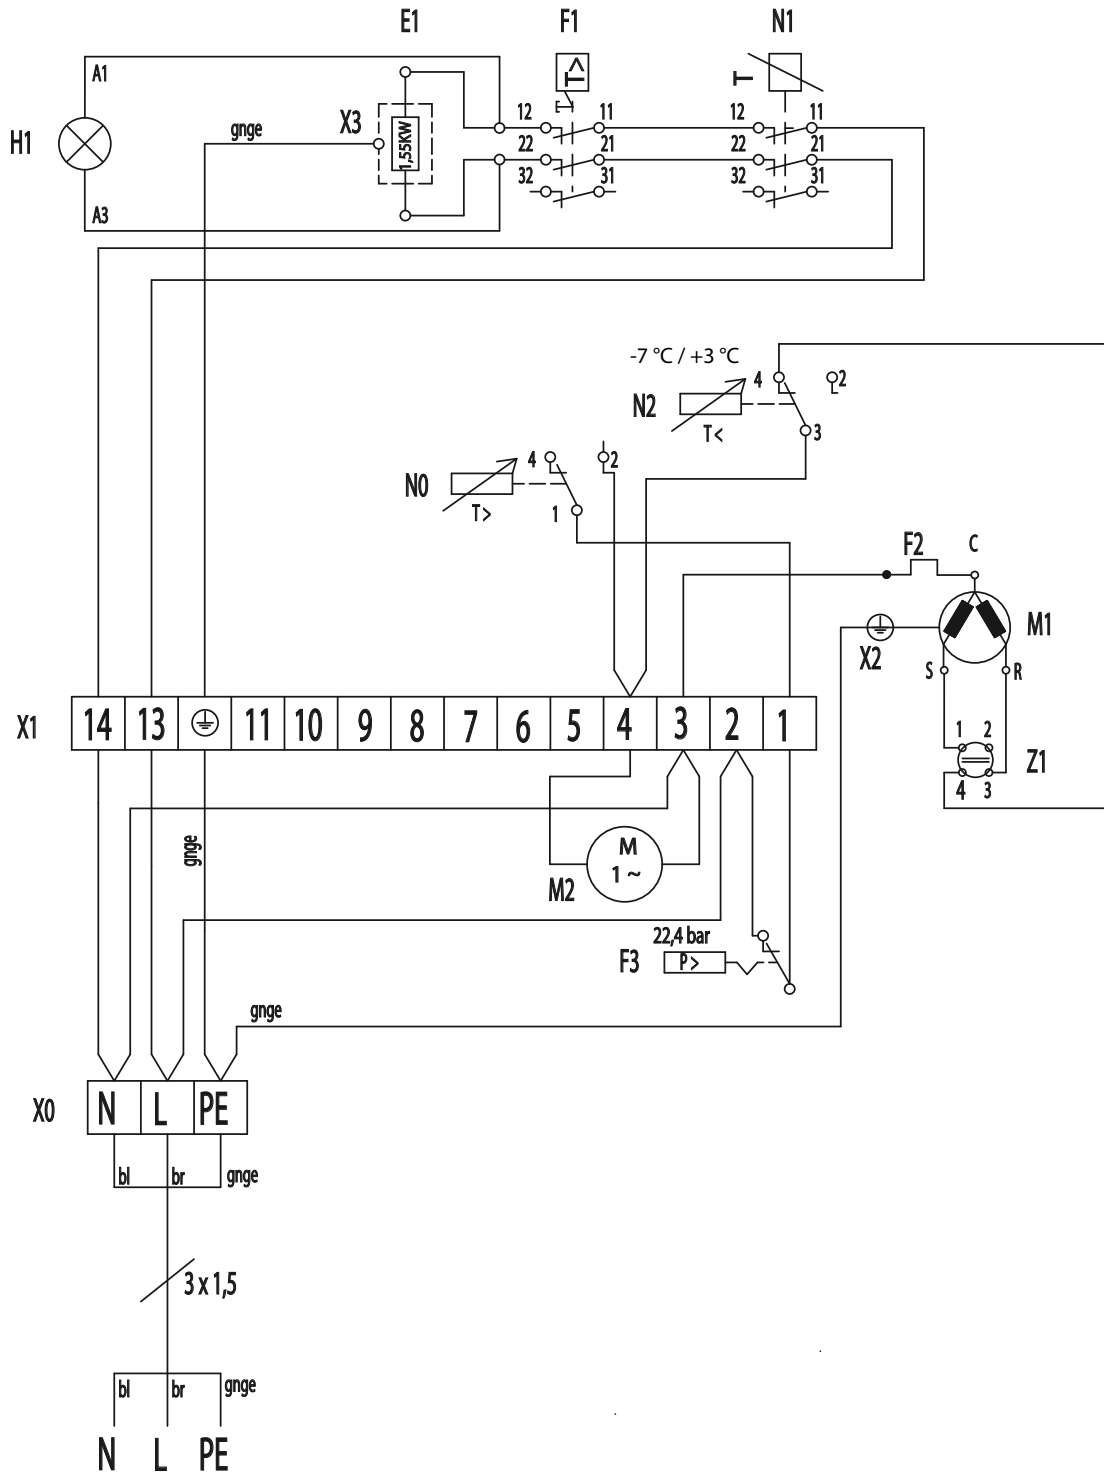 E1 F1 N1
A1
H1
A3
gnge
X3
1,55KW
T>
T
12 11 12 11
22 21 22 21
32 31 32 31
-7 °C / +3 °C
4 2
N2
T <
3
4 2
N0
T >
1
F2 C
M1
X2
S R
1 2
Z1
4 3
X1 14 13 11 10 9 8 7 6 5 4 3 2 1
gnge
M
1 ~
M2
22,4 bar
F3 P >
gnge
X0 N L PE
bl br gnge
3 x 1,5
bl br gnge
N L PE